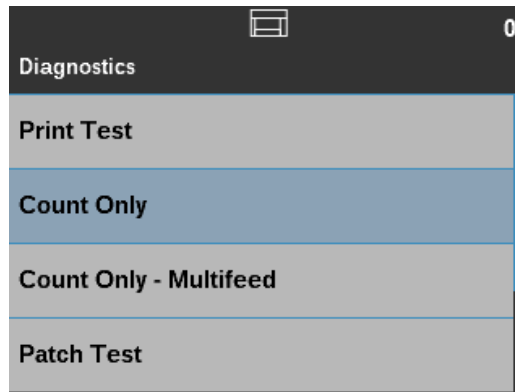 0
Diagnostics
Print Test
Count Only
Count Only - Multifeed
Patch Test